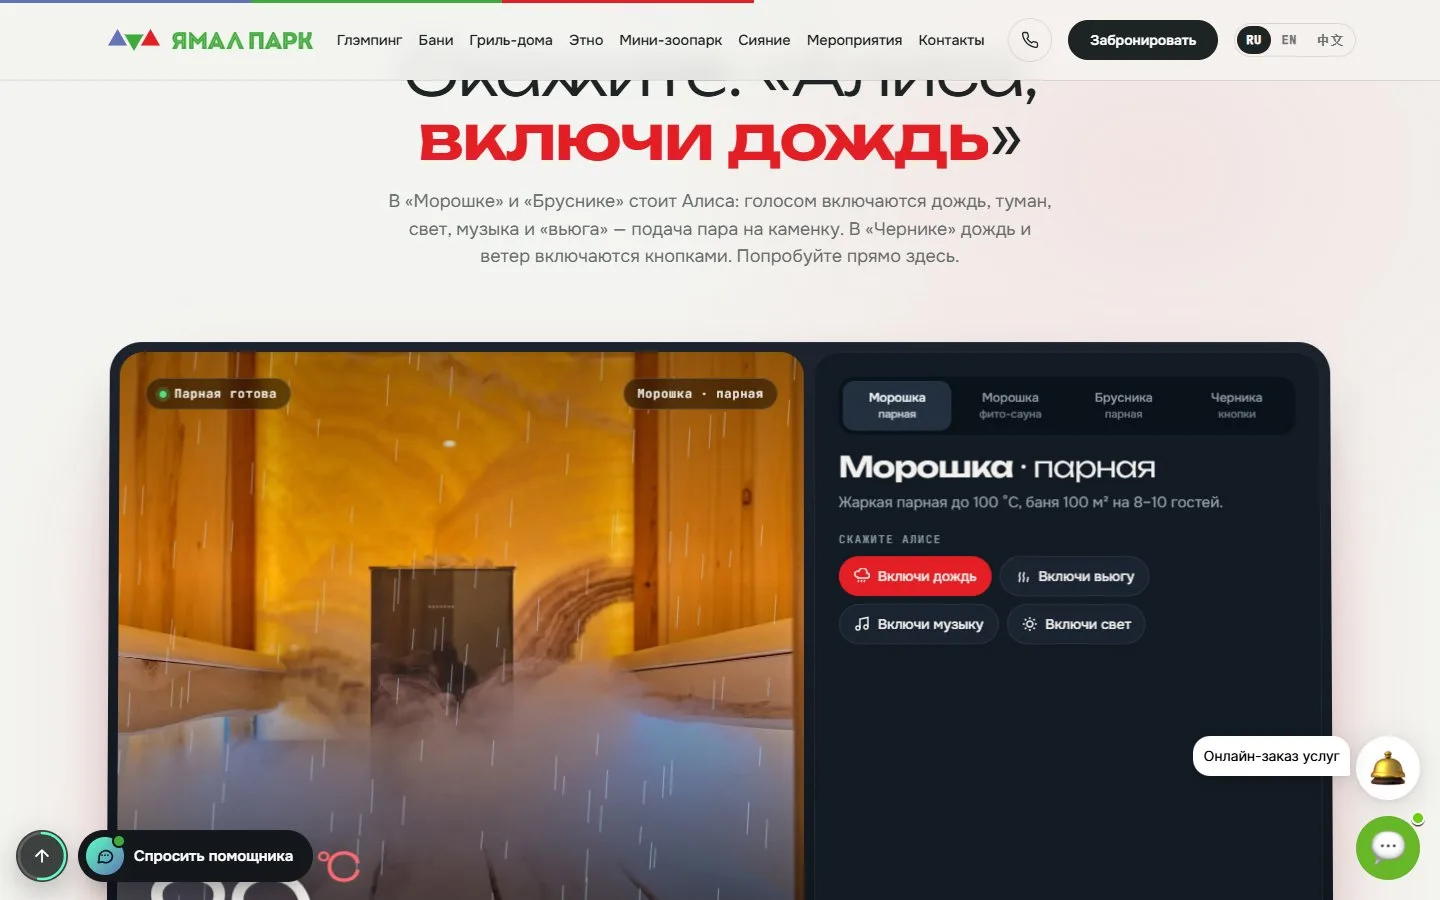 ЯМАЛ ПАРК
Глэмпинг
Бани
Гриль-дома
Этно
Мини-зоопарк
Сияние
Мероприятия
Контакты
Забронировать
RU
EN
中文
Скажите: «Алиса,
включи дождь»
В «Морошке» и «Бруснике» стоит Алиса: голосом включаются дождь, туман,
свет, музыка и «вьюга» — подача пара на каменку. В «Чернике» дождь и
ветер включаются кнопками. Попробуйте прямо здесь.
Парная готова
Морошка · парная
Морошка
парная
Морошка
фито-сауна
Брусника
парная
Черника
кнопки
Морошка · парная
Жаркая парная до 100 °C, баня 100 м² на 8–10 гостей.
СКАЖИТЕ АЛИСЕ
Включи дождь
Включи вьюгу
Включи музыку
Включи свет
Онлайн-заказ услуг
Спросить помощника
°C